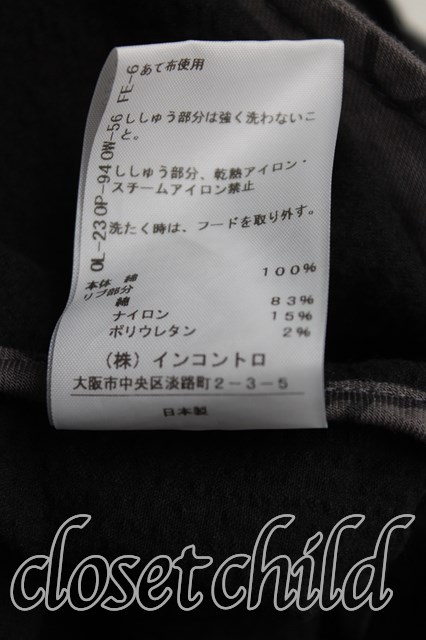 OL-23OP-94OW-56 FE-6
あて布使用
ししゅう部分は強く洗わないこ
と。
ししゅう部分、乾熱アイロン・
スチームアイロン禁止
洗たく時は、フードを取り外す。
本体 綿 100%
リブ部分
綿 83%
ナイロン 15%
ポリウレタン 2%
(株)インコントロ
大阪市中央区淡路町2-3-5
日本製
closet child